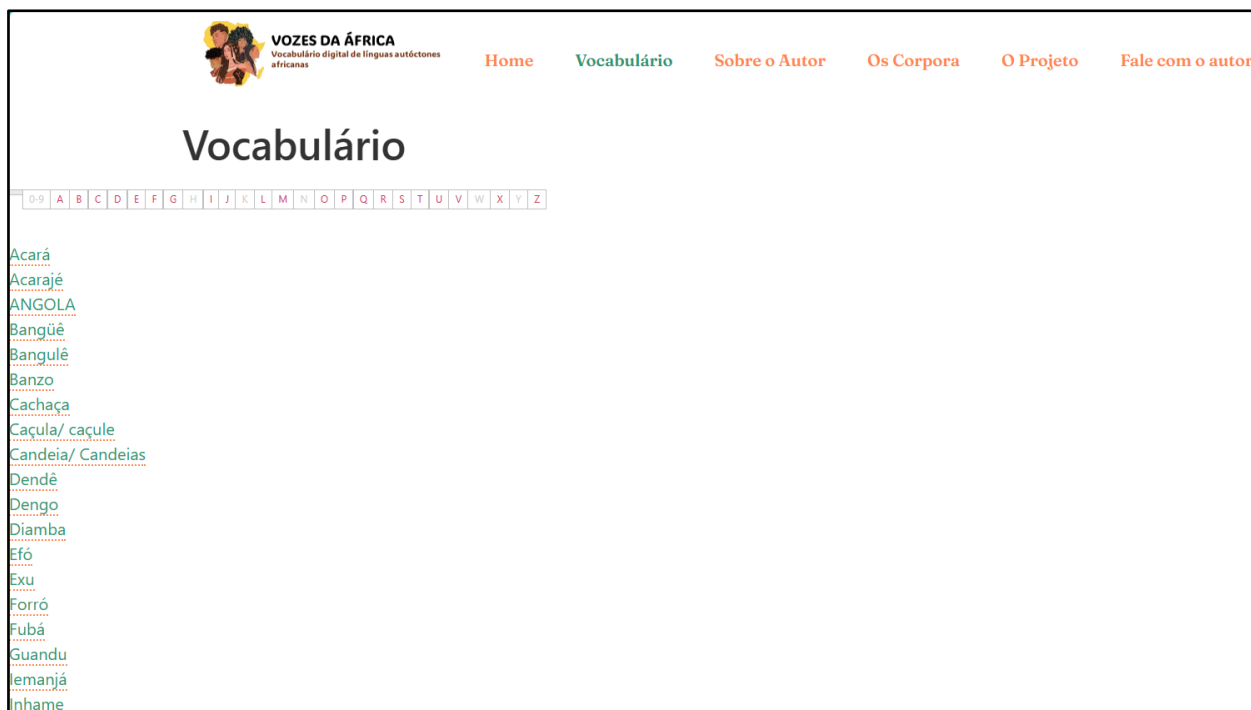 VOZES DA ÁFRICA
Vocabulário digital de línguas autóctones
africanas
Home Vocabulário Sobre o Autor Os Corpora O Projeto Fale com o autor
Vocabulário
0-9 A B C D E F G H I J K L M N O P Q R S T U V W X Y Z
Acará
Acarajé
ANGOLA
Bangüê
Bangulê
Banzo
Cachaça
Caçula/ caçule
Candeia/ Candeias
Dendê
Dengo
Diamba
Efó
Exu
Forró
Fubá
Guandu
Iemanjá
Inhame